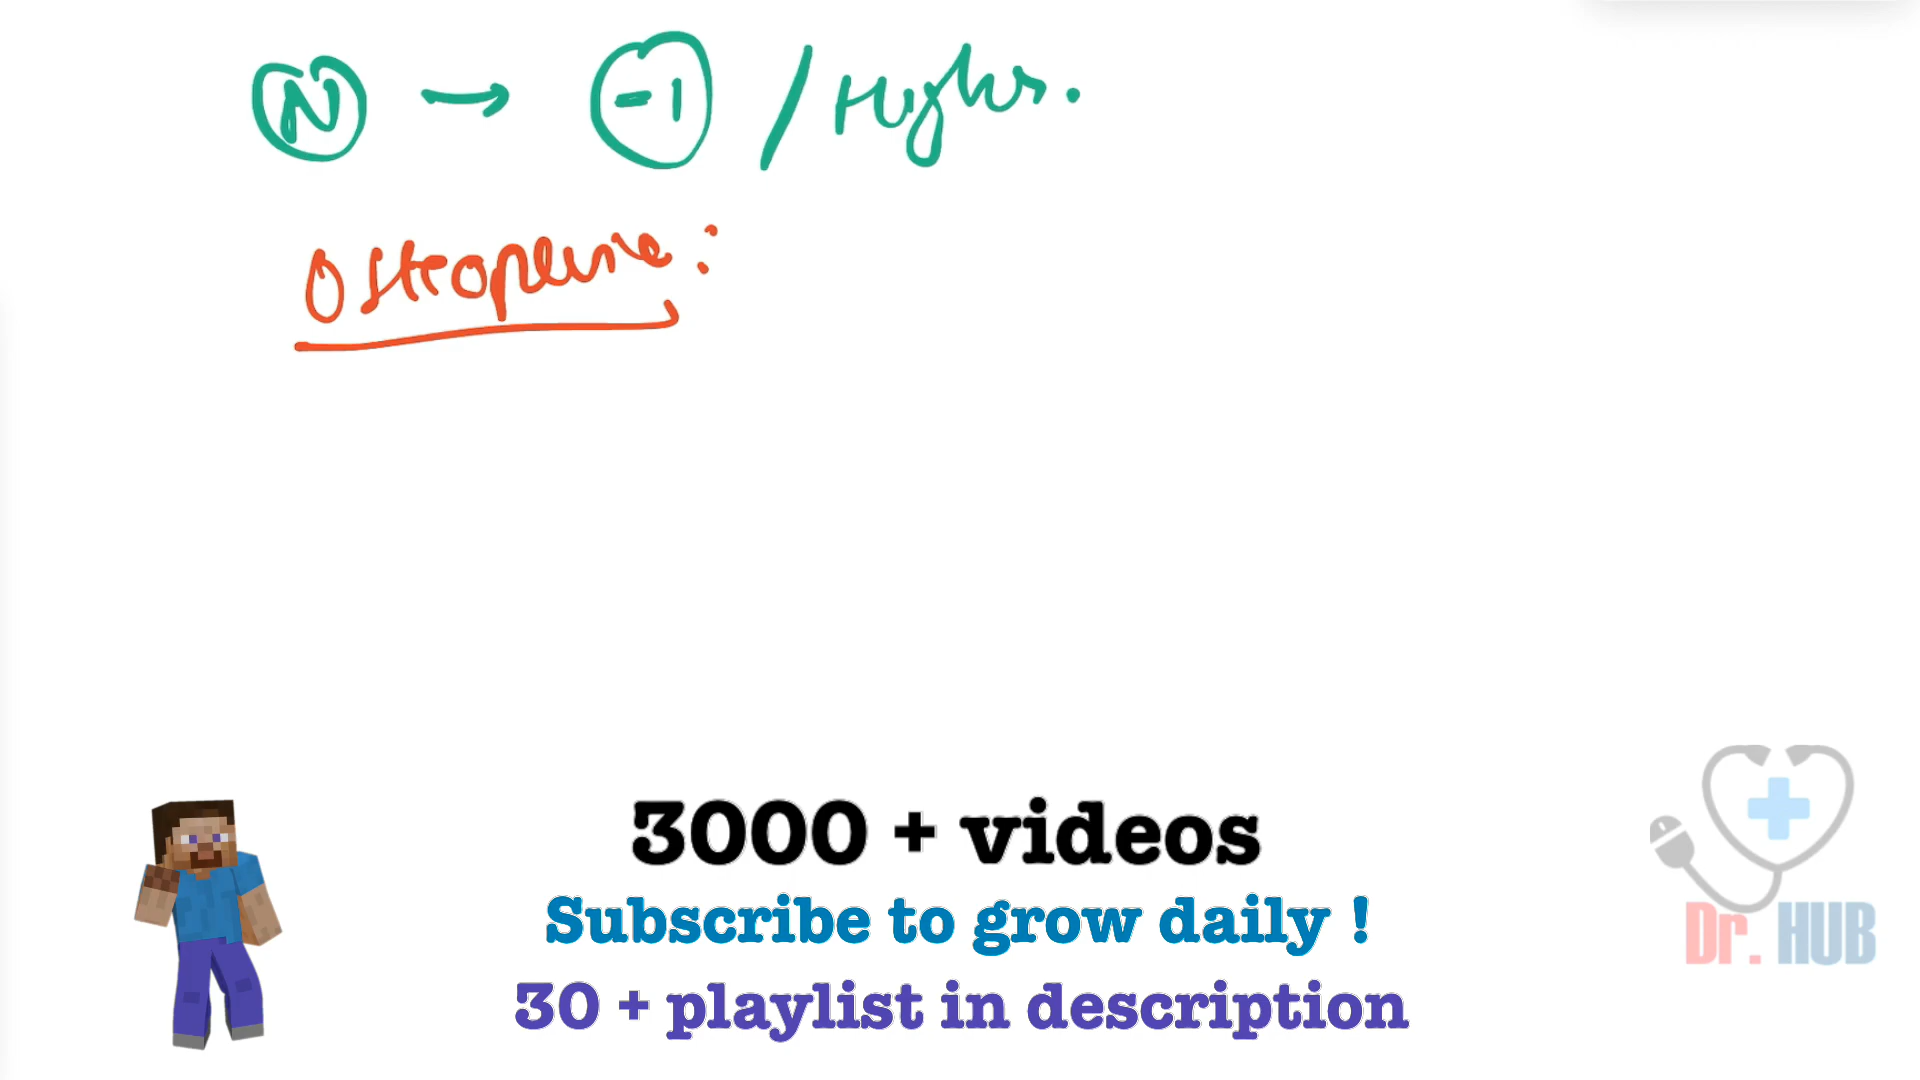 N → -1 / Higher.
Osteopenia :
3000 + videos
Subscribe to grow daily !
30 + playlist in description
Dr. HUB